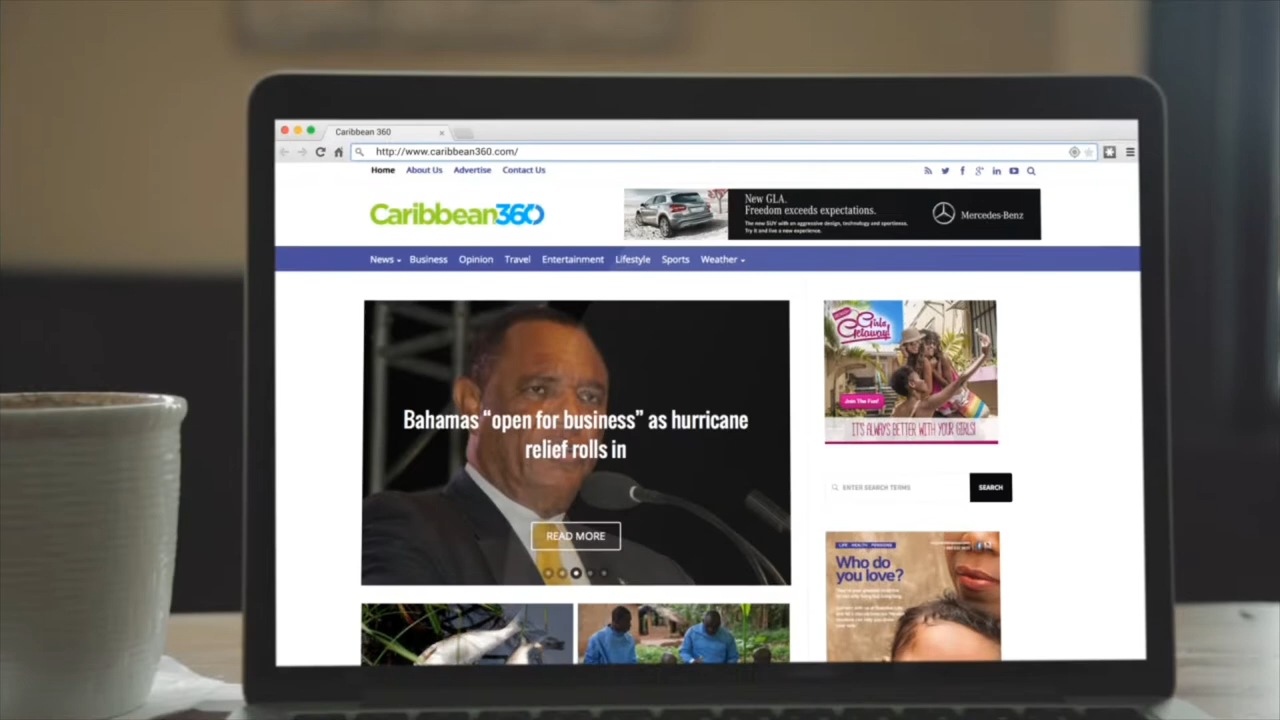 Caribbean 360
http://www.caribbean360.com/
Home About Us Advertise Contact Us
Caribbean360
New GLA.
Freedom exceeds expectations.
The new SUV with an aggressive design, technology and sportiness.
Try it and live a new experience.
Mercedes-Benz
News Business Opinion Travel Entertainment Lifestyle Sports Weather
Bahamas “open for business” as hurricane
relief rolls in
READ MORE
Girls
Getaway!
Join The Fun!
IT'S ALWAYS BETTER WITH YOUR GIRLS!
ENTER SEARCH TERMS
SEARCH
LIFE HEALTH PENSIONS
Who do
you love?